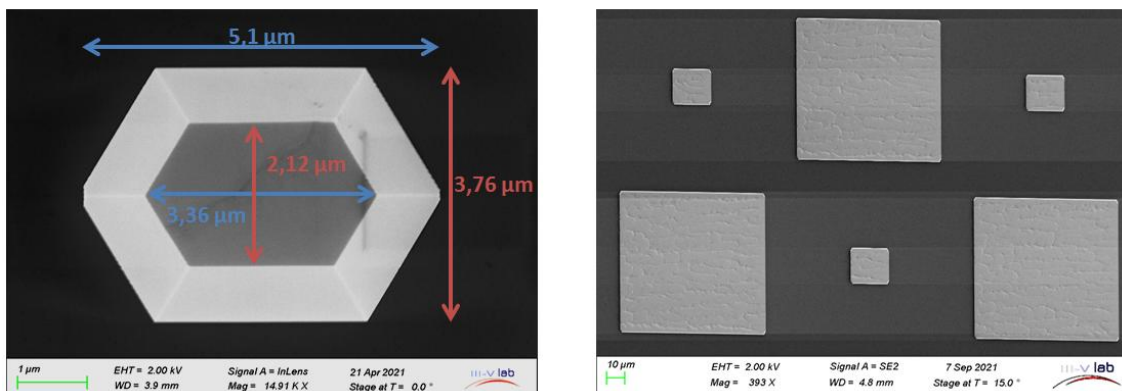 5,1 µm
2,12 µm
3,76 µm
3,36 µm
1 µm
EHT = 2.00 kV
Signal A = InLens
21 Apr 2021
WD = 3.9 mm
Mag = 14.91 K X
Stage at T = 0.0 °
III-V lab
10 µm
EHT = 2.00 kV
Signal A = SE2
7 Sep 2021
WD = 4.8 mm
Mag = 393 X
Stage at T = 15.0 °
III-V lab